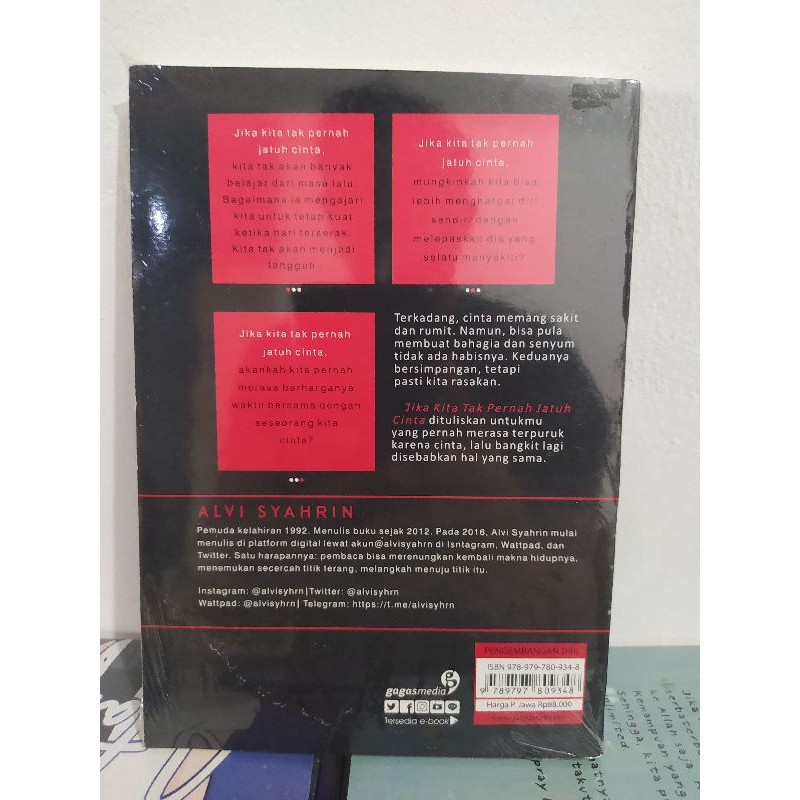 Jika kita tak pernah
jatuh cinta,
kita tak akan banyak
belajar dari masa lalu.
Bagaimana ia mengajari
kita untuk tetap kuat
ketika hari terserak.
Kita tak akan menjadi
tangguh.
Jika kita tak pernah
jatuh cinta,
mungkinkah kita bisa
lebih menghargai diri
sendiri dengan
melepaskan dia yang
selalu menyakiti?
Jika kita tak pernah
jatuh cinta,
akankah kita pernah
merasa berharganya
waktu bersama dengan
seseorang kita
cinta?
Terkadang, cinta memang sakit
dan rumit. Namun, bisa pula
membuat bahagia dan senyum
tidak ada habisnya. Keduanya
bersimpangan, tetapi
pasti kita rasakan.
Jika Kita Tak Pernah Jatuh
Cinta dituliskan untukmu
yang pernah merasa terpuruk
karena cinta, lalu bangkit lagi
disebabkan hal yang sama.
ALVI SYAHRIN
Pemuda kelahiran 1992. Menulis buku sejak 2012. Pada 2016, Alvi Syahrin mulai
menulis di platform digital lewat akun@alvisyahrn di Isntagram, Wattpad, dan
Twitter. Satu harapannya: pembaca bisa merenungkan kembali makna hidupnya,
menemukan secercah titik terang, melangkah menuju titik itu.
Instagram: @alvisyhrn|Twitter: @alvisyhrn
Wattpad: @alvisyhrn| Telegram: https://t.me/alvisyhrn
gagasmedia
Tersedia e-book
PENGEMBANGAN DIRI
ISBN 978-979-780-934-8
9 789797 809348
Harga P. Jawa Rp88.000